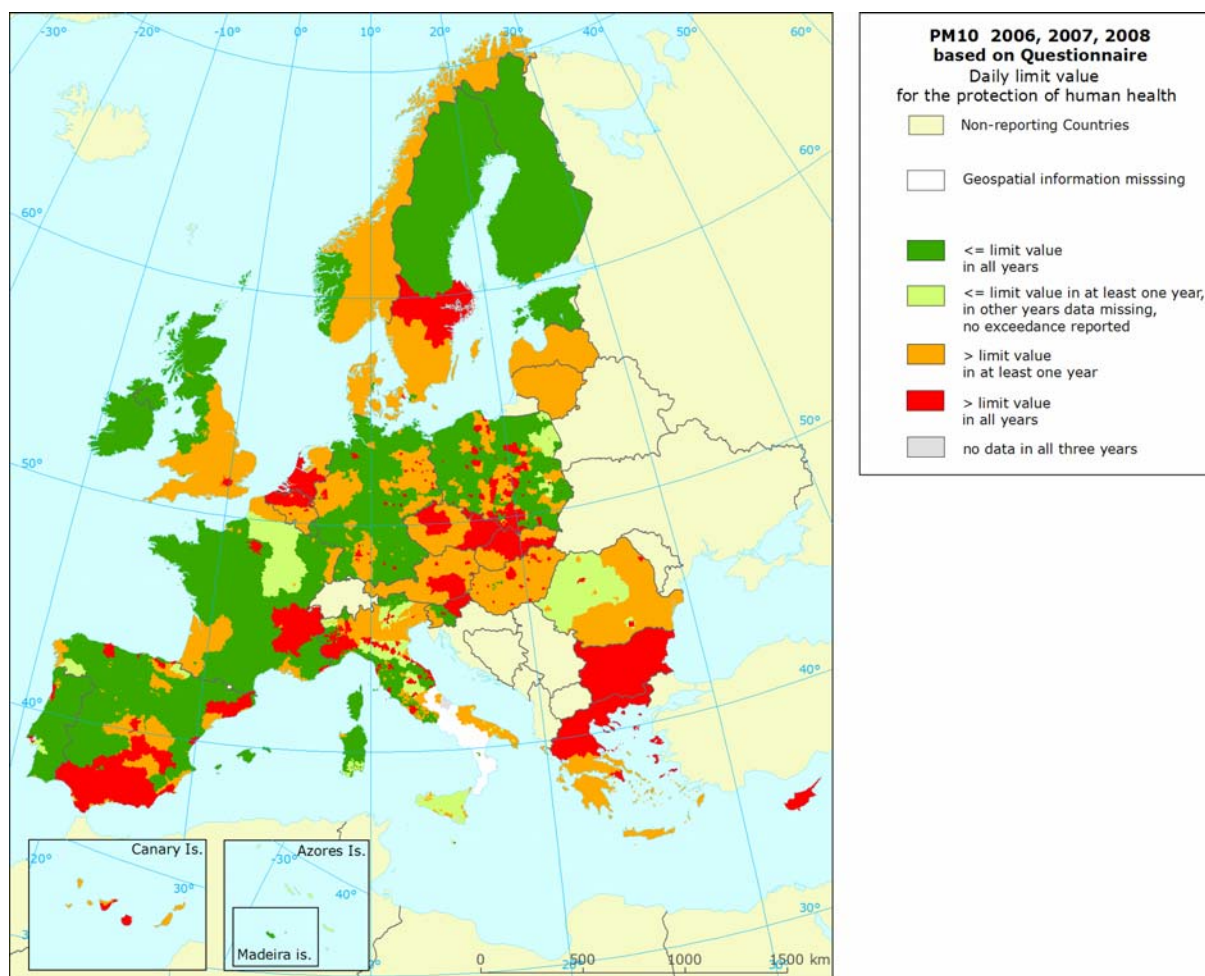 -30° -20° -10° 0° 10° 20° 30° 40° 50° 60°
60°
60°
50°
50°
40°
40°
30°
Canary Is.
-20°
30°
Azores Is.
-30°
40°
Madeira is.
0 500 1000 1500 km
20°
30°
PM10 2006, 2007, 2008
based on Questionnaire
Daily limit value
for the protection of human health
Non-reporting Countries
Geospatial information misssing
<= limit value
in all years
<= limit value in at least one year,
in other years data missing,
no exceedance reported
> limit value
in at least one year
> limit value
in all years
no data in all three years